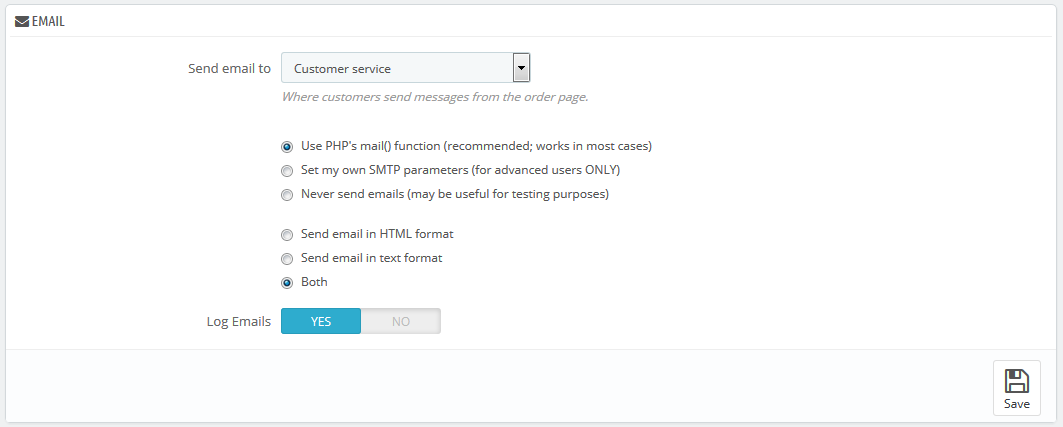 EMAIL
Send email to Customer service
Where customers send messages from the order page.
Use PHP's mail() function (recommended; works in most cases)
Set my own SMTP parameters (for advanced users ONLY)
Never send emails (may be useful for testing purposes)
Send email in HTML format
Send email in text format
Both
Log Emails YES NO
Save